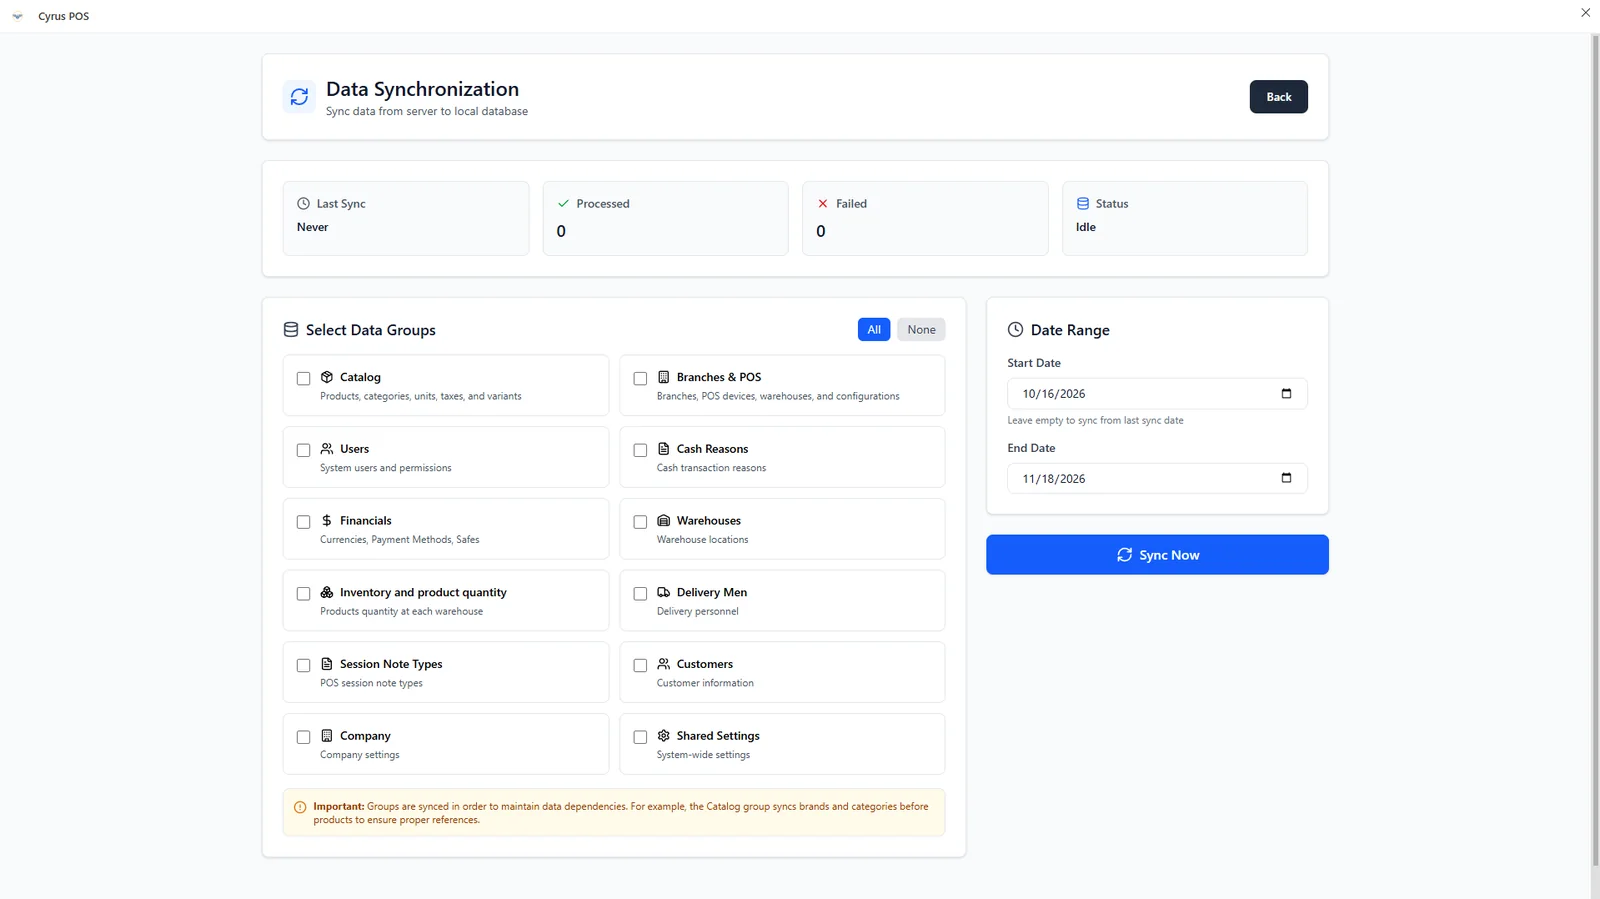 Cyrus POS
Data Synchronization
Sync data from server to local database
Back
Last Sync
Never
Processed
0
Failed
0
Status
Idle
Select Data Groups
All
None
Catalog
Products, categories, units, taxes, and variants
Branches & POS
Branches, POS devices, warehouses, and configurations
Users
System users and permissions
Cash Reasons
Cash transaction reasons
Financials
Currencies, Payment Methods, Safes
Warehouses
Warehouse locations
Inventory and product quantity
Products quantity at each warehouse
Delivery Men
Delivery personnel
Session Note Types
POS session note types
Customers
Customer information
Company
Company settings
Shared Settings
System-wide settings
Important: Groups are synced in order to maintain data dependencies. For example, the Catalog group syncs brands and categories before
products to ensure proper references.
Date Range
Start Date
10/16/2026
Leave empty to sync from last sync date
End Date
11/18/2026
Sync Now